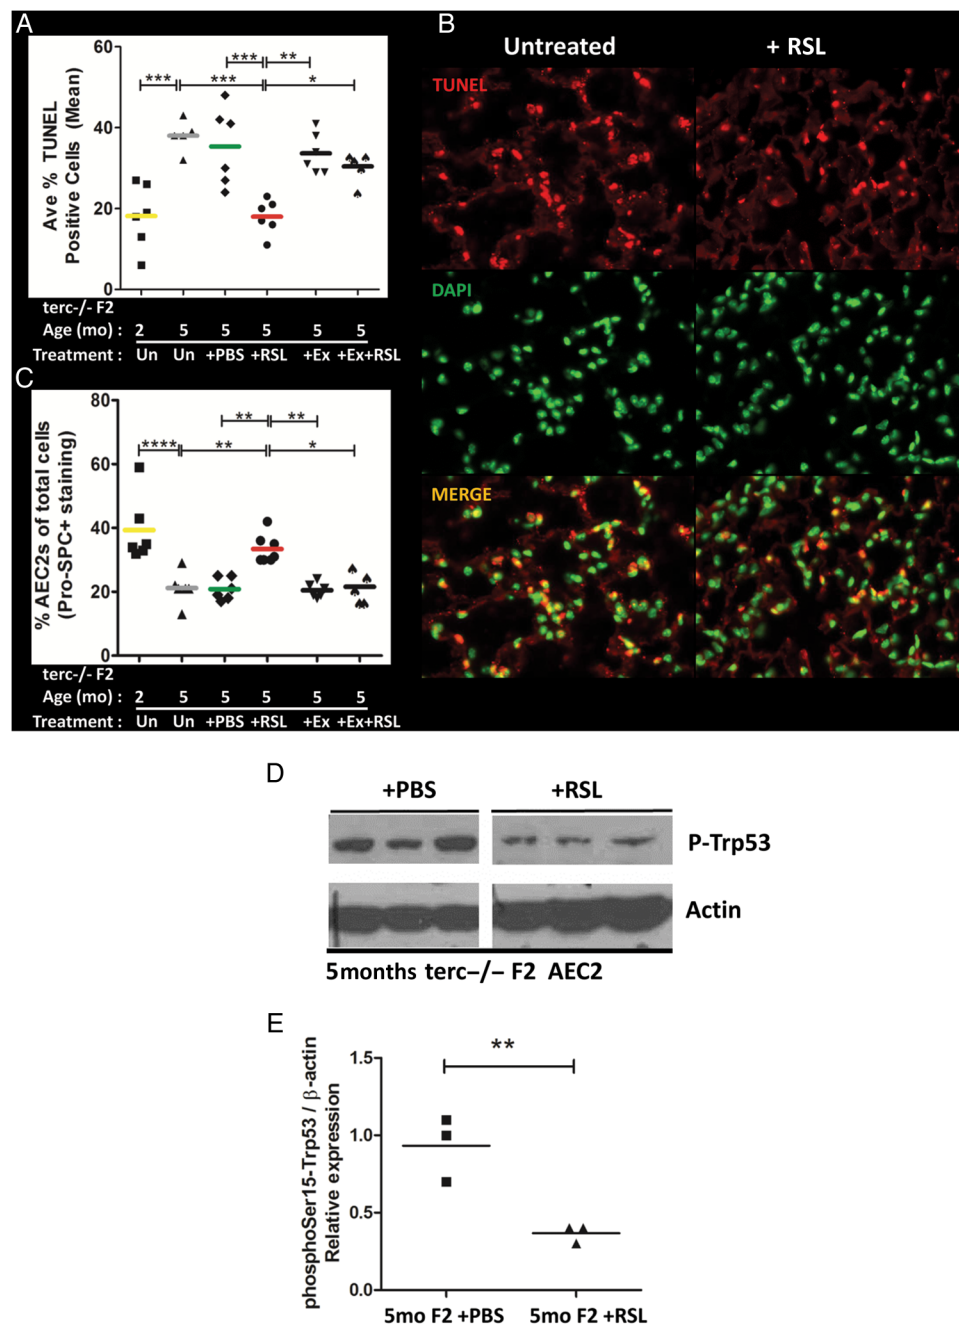 A
Ave % TUNEL
Positive Cells (Mean)
60
40
20
0
***
**
***
***
*
terc-/- F2
Age (mo) : 2 5 5 5 5 5
Treatment : Un Un +PBS +RSL +Ex +Ex+RSL
B
Untreated + RSL
TUNEL
DAPI
MERGE
C
% AEC2s of total cells
(Pro-SPC+ staining)
80
60
40
20
0
**
**
****
**
*
terc-/- F2
Age (mo) : 2 5 5 5 5 5
Treatment : Un Un +PBS +RSL +Ex +Ex+RSL
D
+PBS +RSL
P-Trp53
Actin
5months terc–/– F2 AEC2
E
phosphoSer15-Trp53 / β-actin
Relative expression
1.5
1.0
0.5
0.0
**
5mo F2 +PBS 5mo F2 +RSL